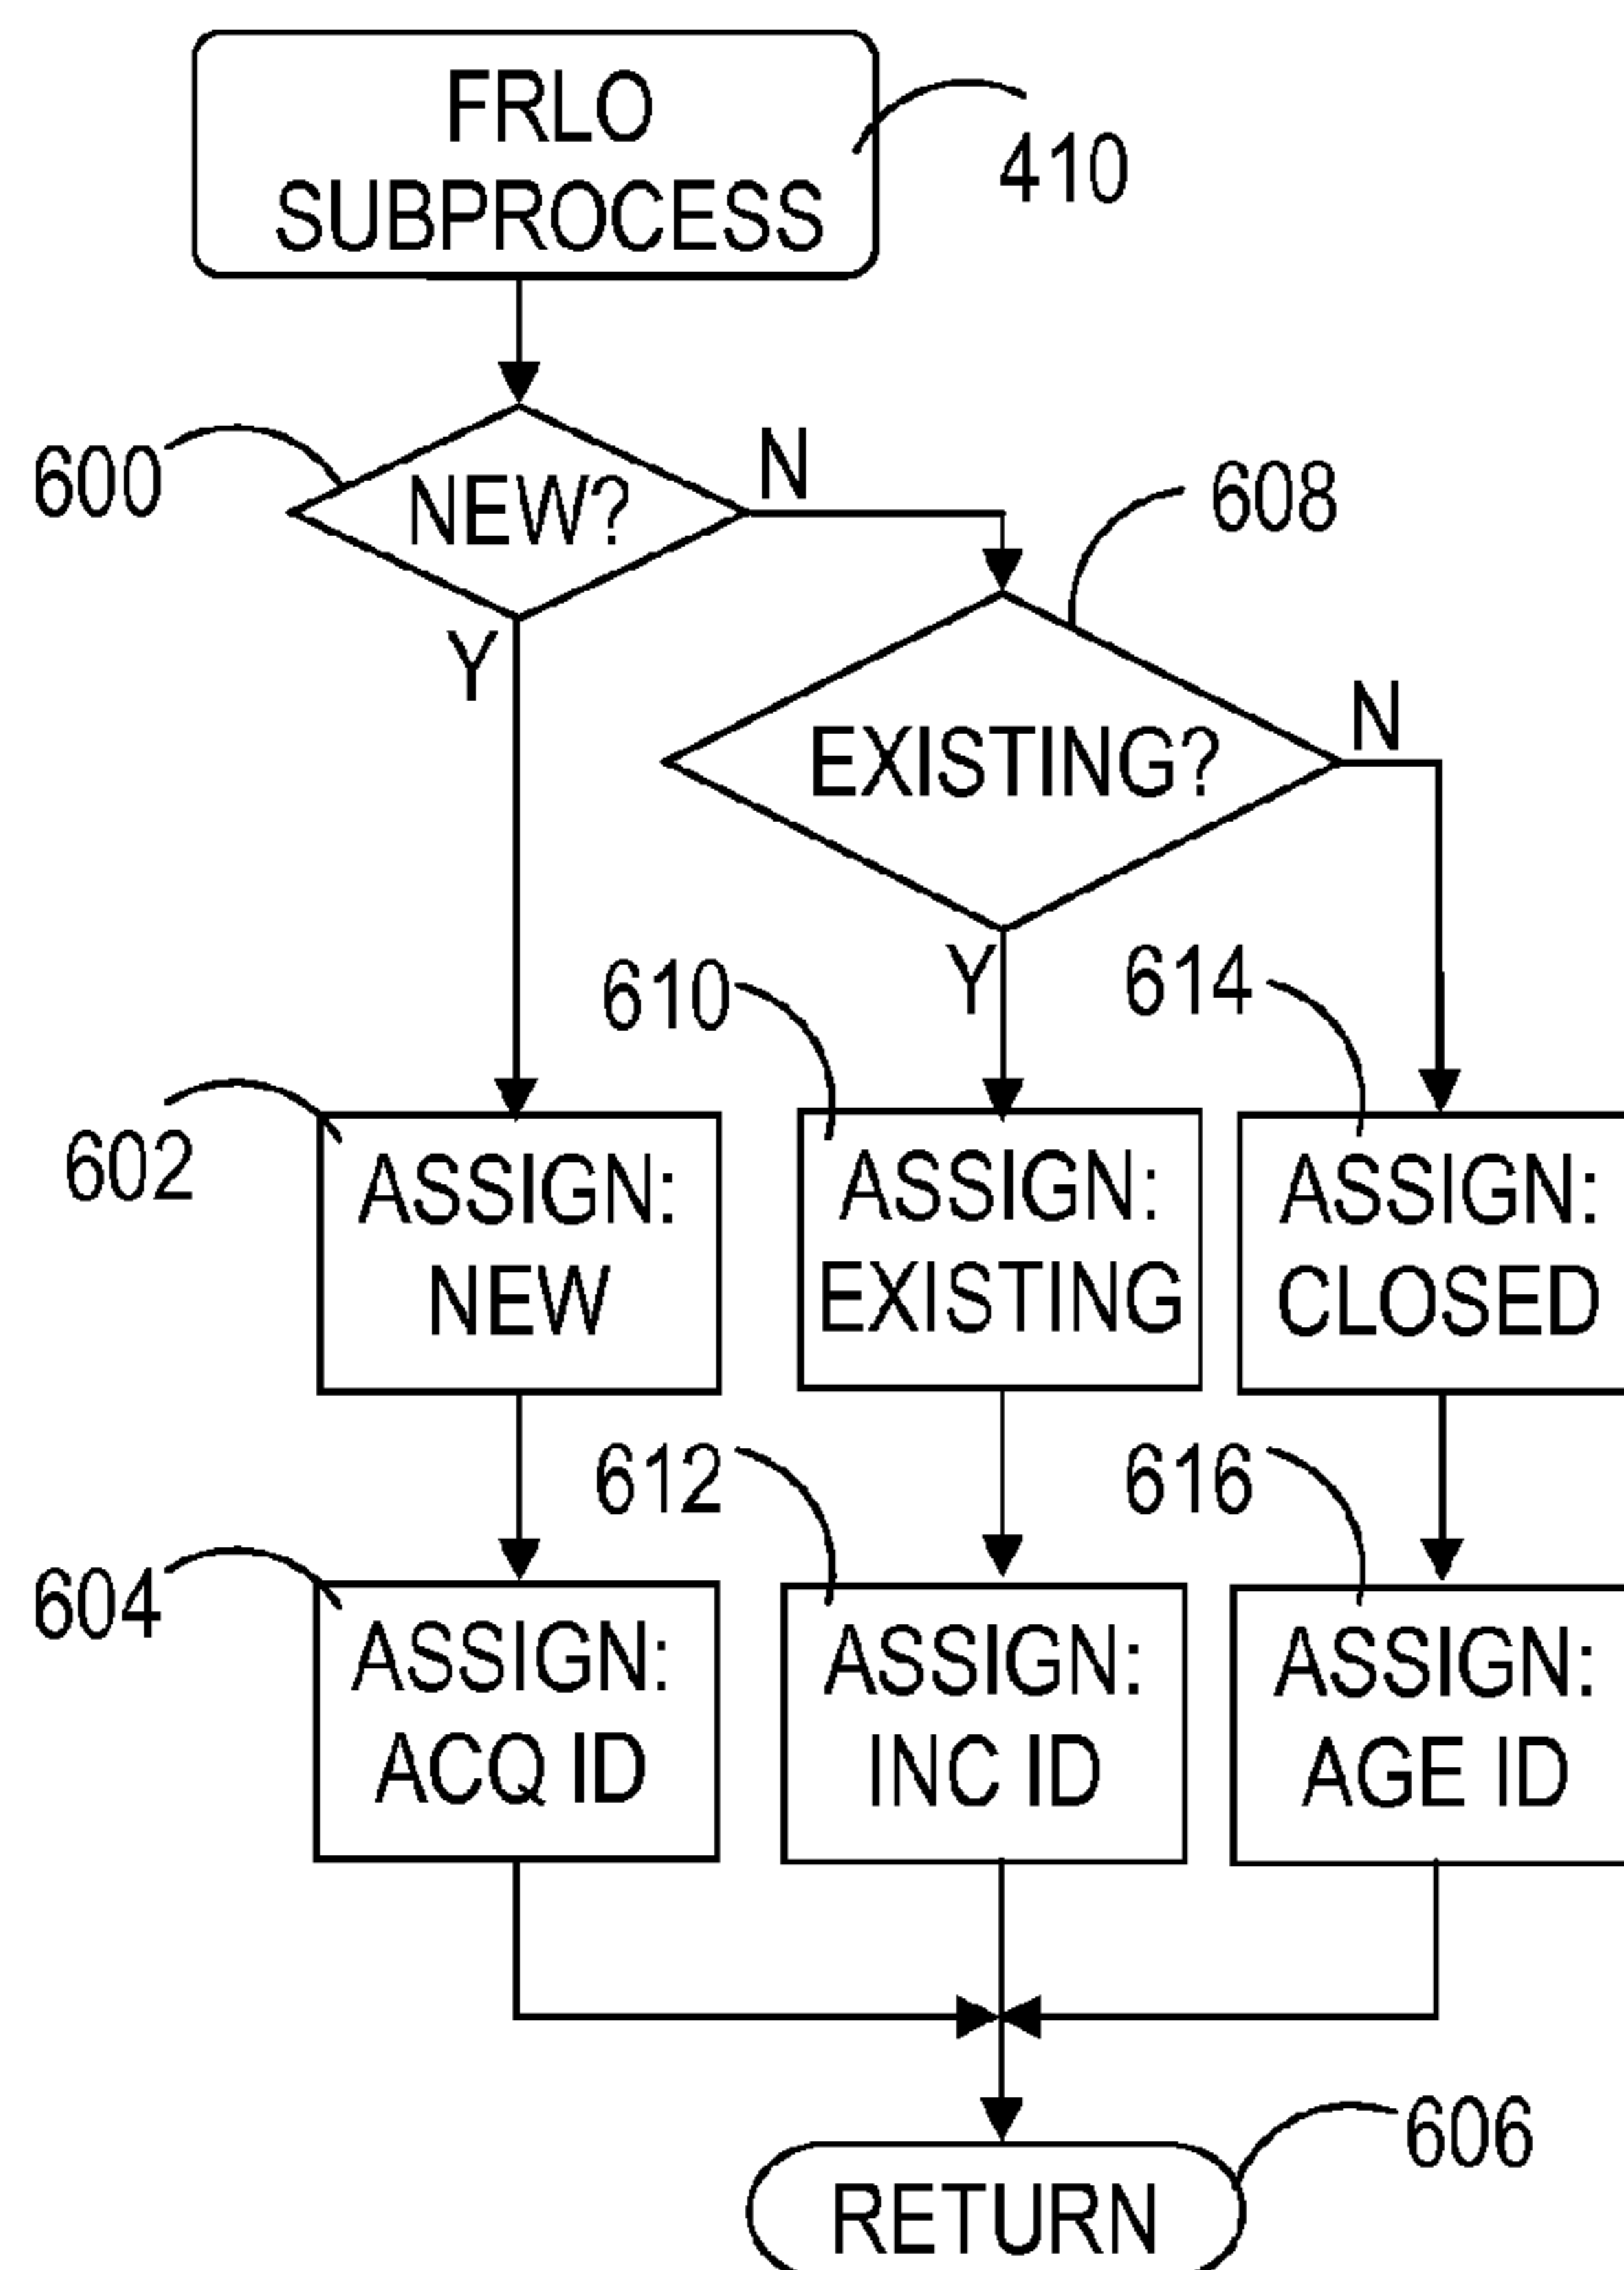 FRLO
SUBPROCESS
410
600
NEW?
N
608
Y
EXISTING?
N
610
Y
614
602
ASSIGN:
NEW
ASSIGN:
EXISTING
ASSIGN:
CLOSED
612
616
604
ASSIGN:
ACQ ID
ASSIGN:
INC ID
ASSIGN:
AGE ID
606
RETURN